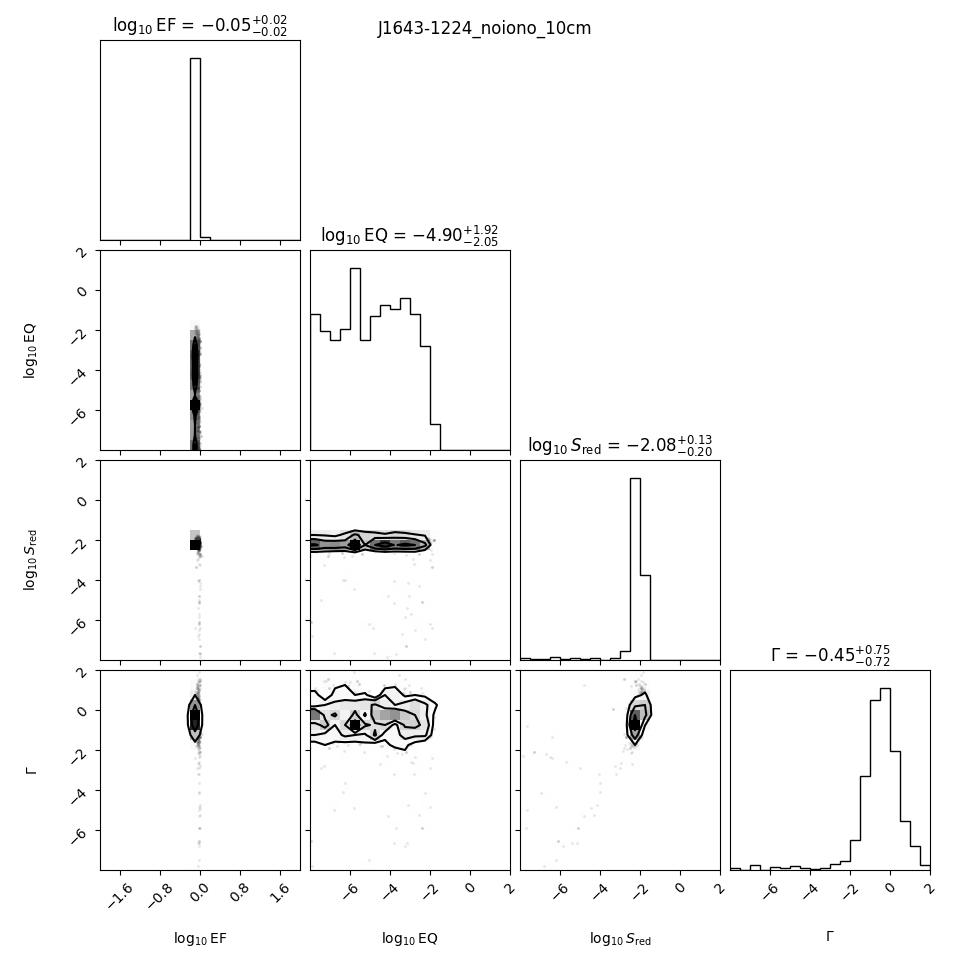 log₁₀ EF = −0.05+0.02−0.02
J1643-1224_noiono_10cm
log₁₀ EQ = −4.90+1.92−2.05
2
0
−2
−4
−6
log₁₀ EQ
log₁₀ Sred = −2.08+0.13−0.20
2
0
−2
−4
−6
log₁₀ Sred
Γ = −0.45+0.75−0.72
2
0
−2
−4
−6
Γ
−1.6 −0.8 0.0 0.8 1.6
−6 −4 −2 0 2
−6 −4 −2 0 2
−6 −4 −2 0 2
log₁₀ EF
log₁₀ EQ
log₁₀ Sred
Γ